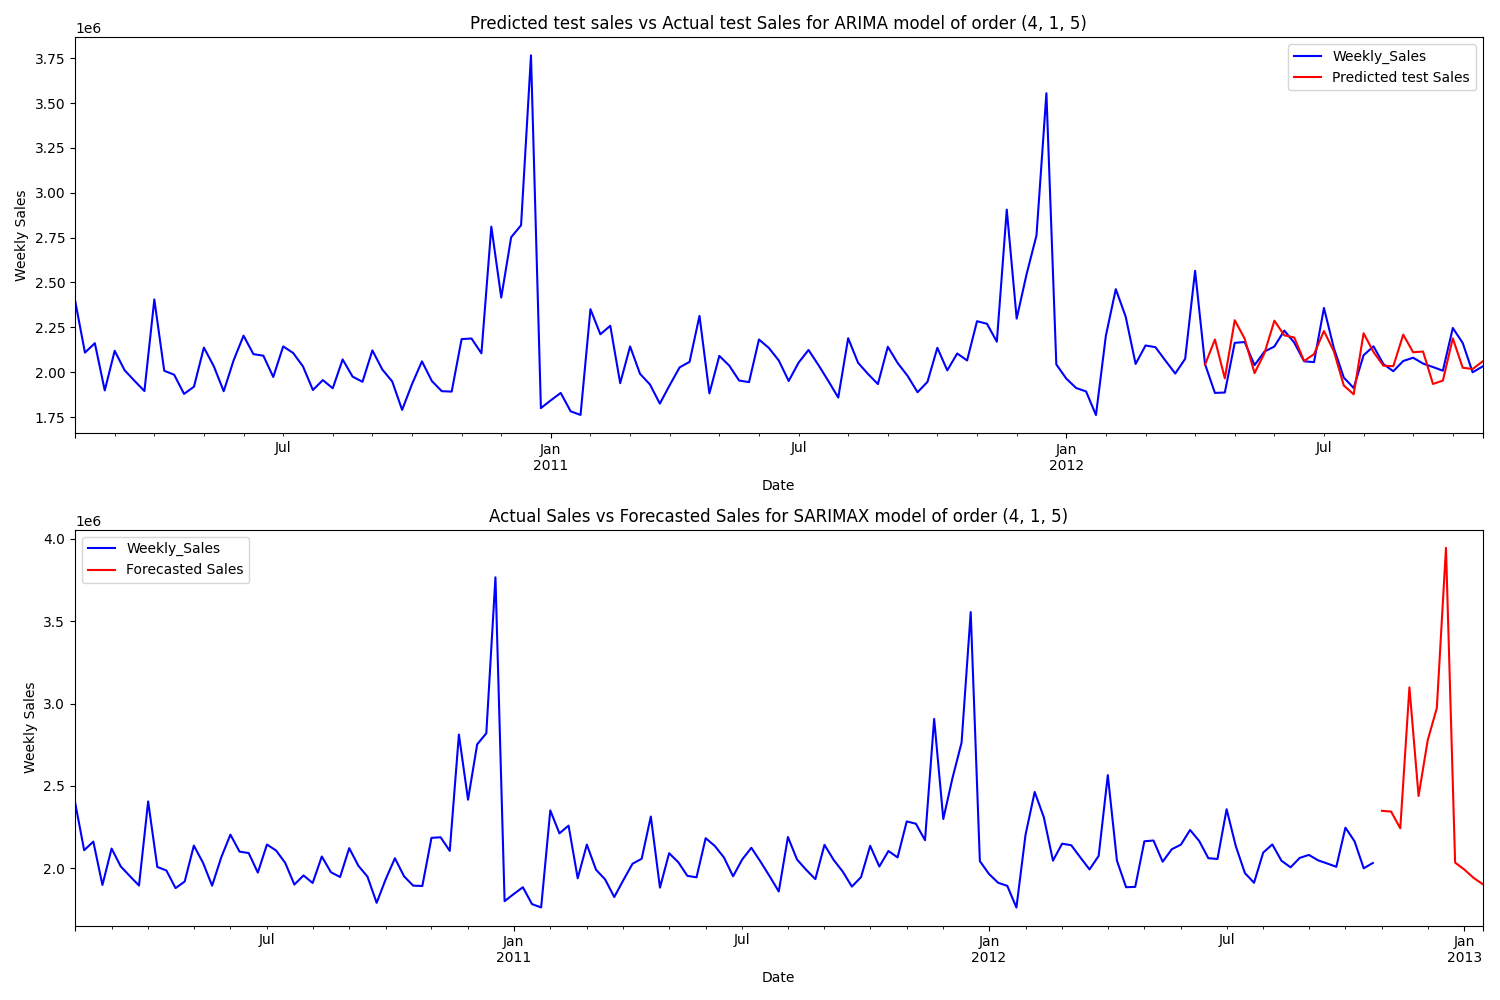 Predicted test sales vs Actual test Sales for ARIMA model of order (4, 1, 5)
1e6
Weekly_Sales
Predicted test Sales
3.75
3.50
3.25
3.00
2.75
2.50
2.25
2.00
1.75
Weekly Sales
Jul
Jan
2011
Jul
Jan
2012
Jul
Date
Actual Sales vs Forecasted Sales for SARIMAX model of order (4, 1, 5)
1e6
Weekly_Sales
Forecasted Sales
4.0
3.5
3.0
2.5
2.0
Weekly Sales
Jul
Jan
2011
Jul
Jan
2012
Jul
Jan
2013
Date